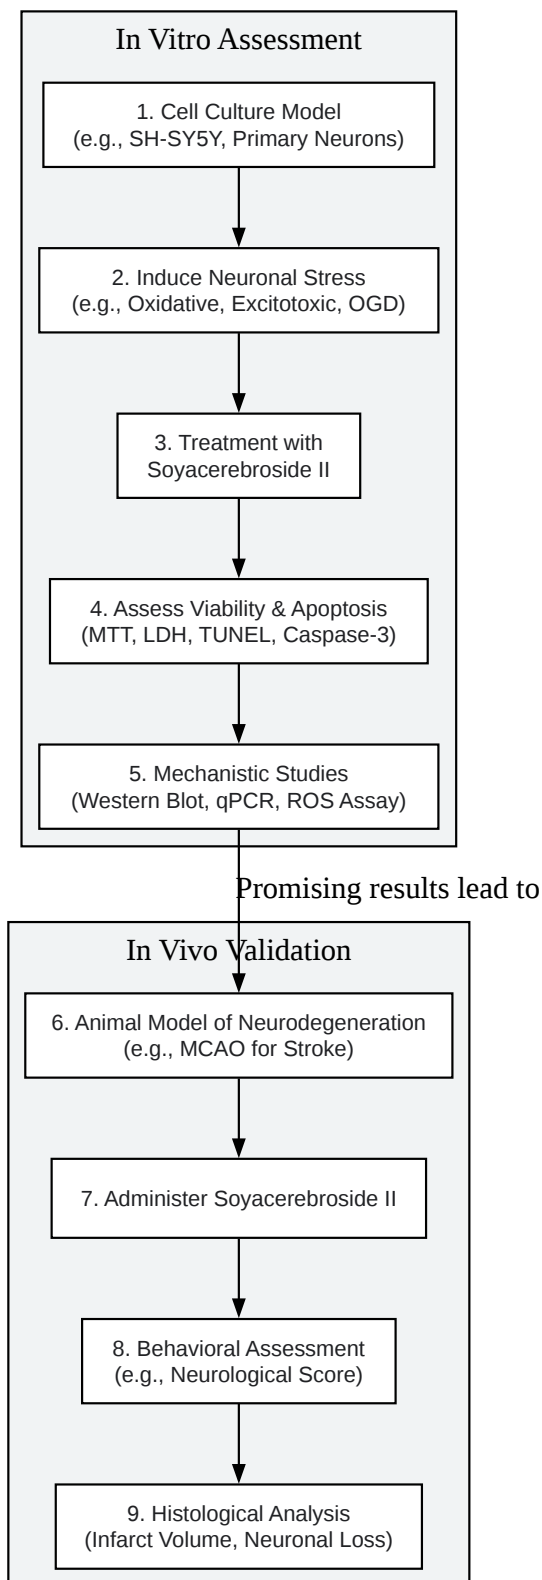 In Vitro Assessment
1. Cell Culture Model
(e.g., SH-SY5Y, Primary Neurons)
2. Induce Neuronal Stress
(e.g., Oxidative, Excitotoxic, OGD)
3. Treatment with
Soyacerebroside II
4. Assess Viability & Apoptosis
(MTT, LDH, TUNEL, Caspase-3)
5. Mechanistic Studies
(Western Blot, qPCR, ROS Assay)
Promising results lead to
In Vivo Validation
6. Animal Model of Neurodegeneration
(e.g., MCAO for Stroke)
7. Administer Soyacerebroside II
8. Behavioral Assessment
(e.g., Neurological Score)
9. Histological Analysis
(Infarct Volume, Neuronal Loss)